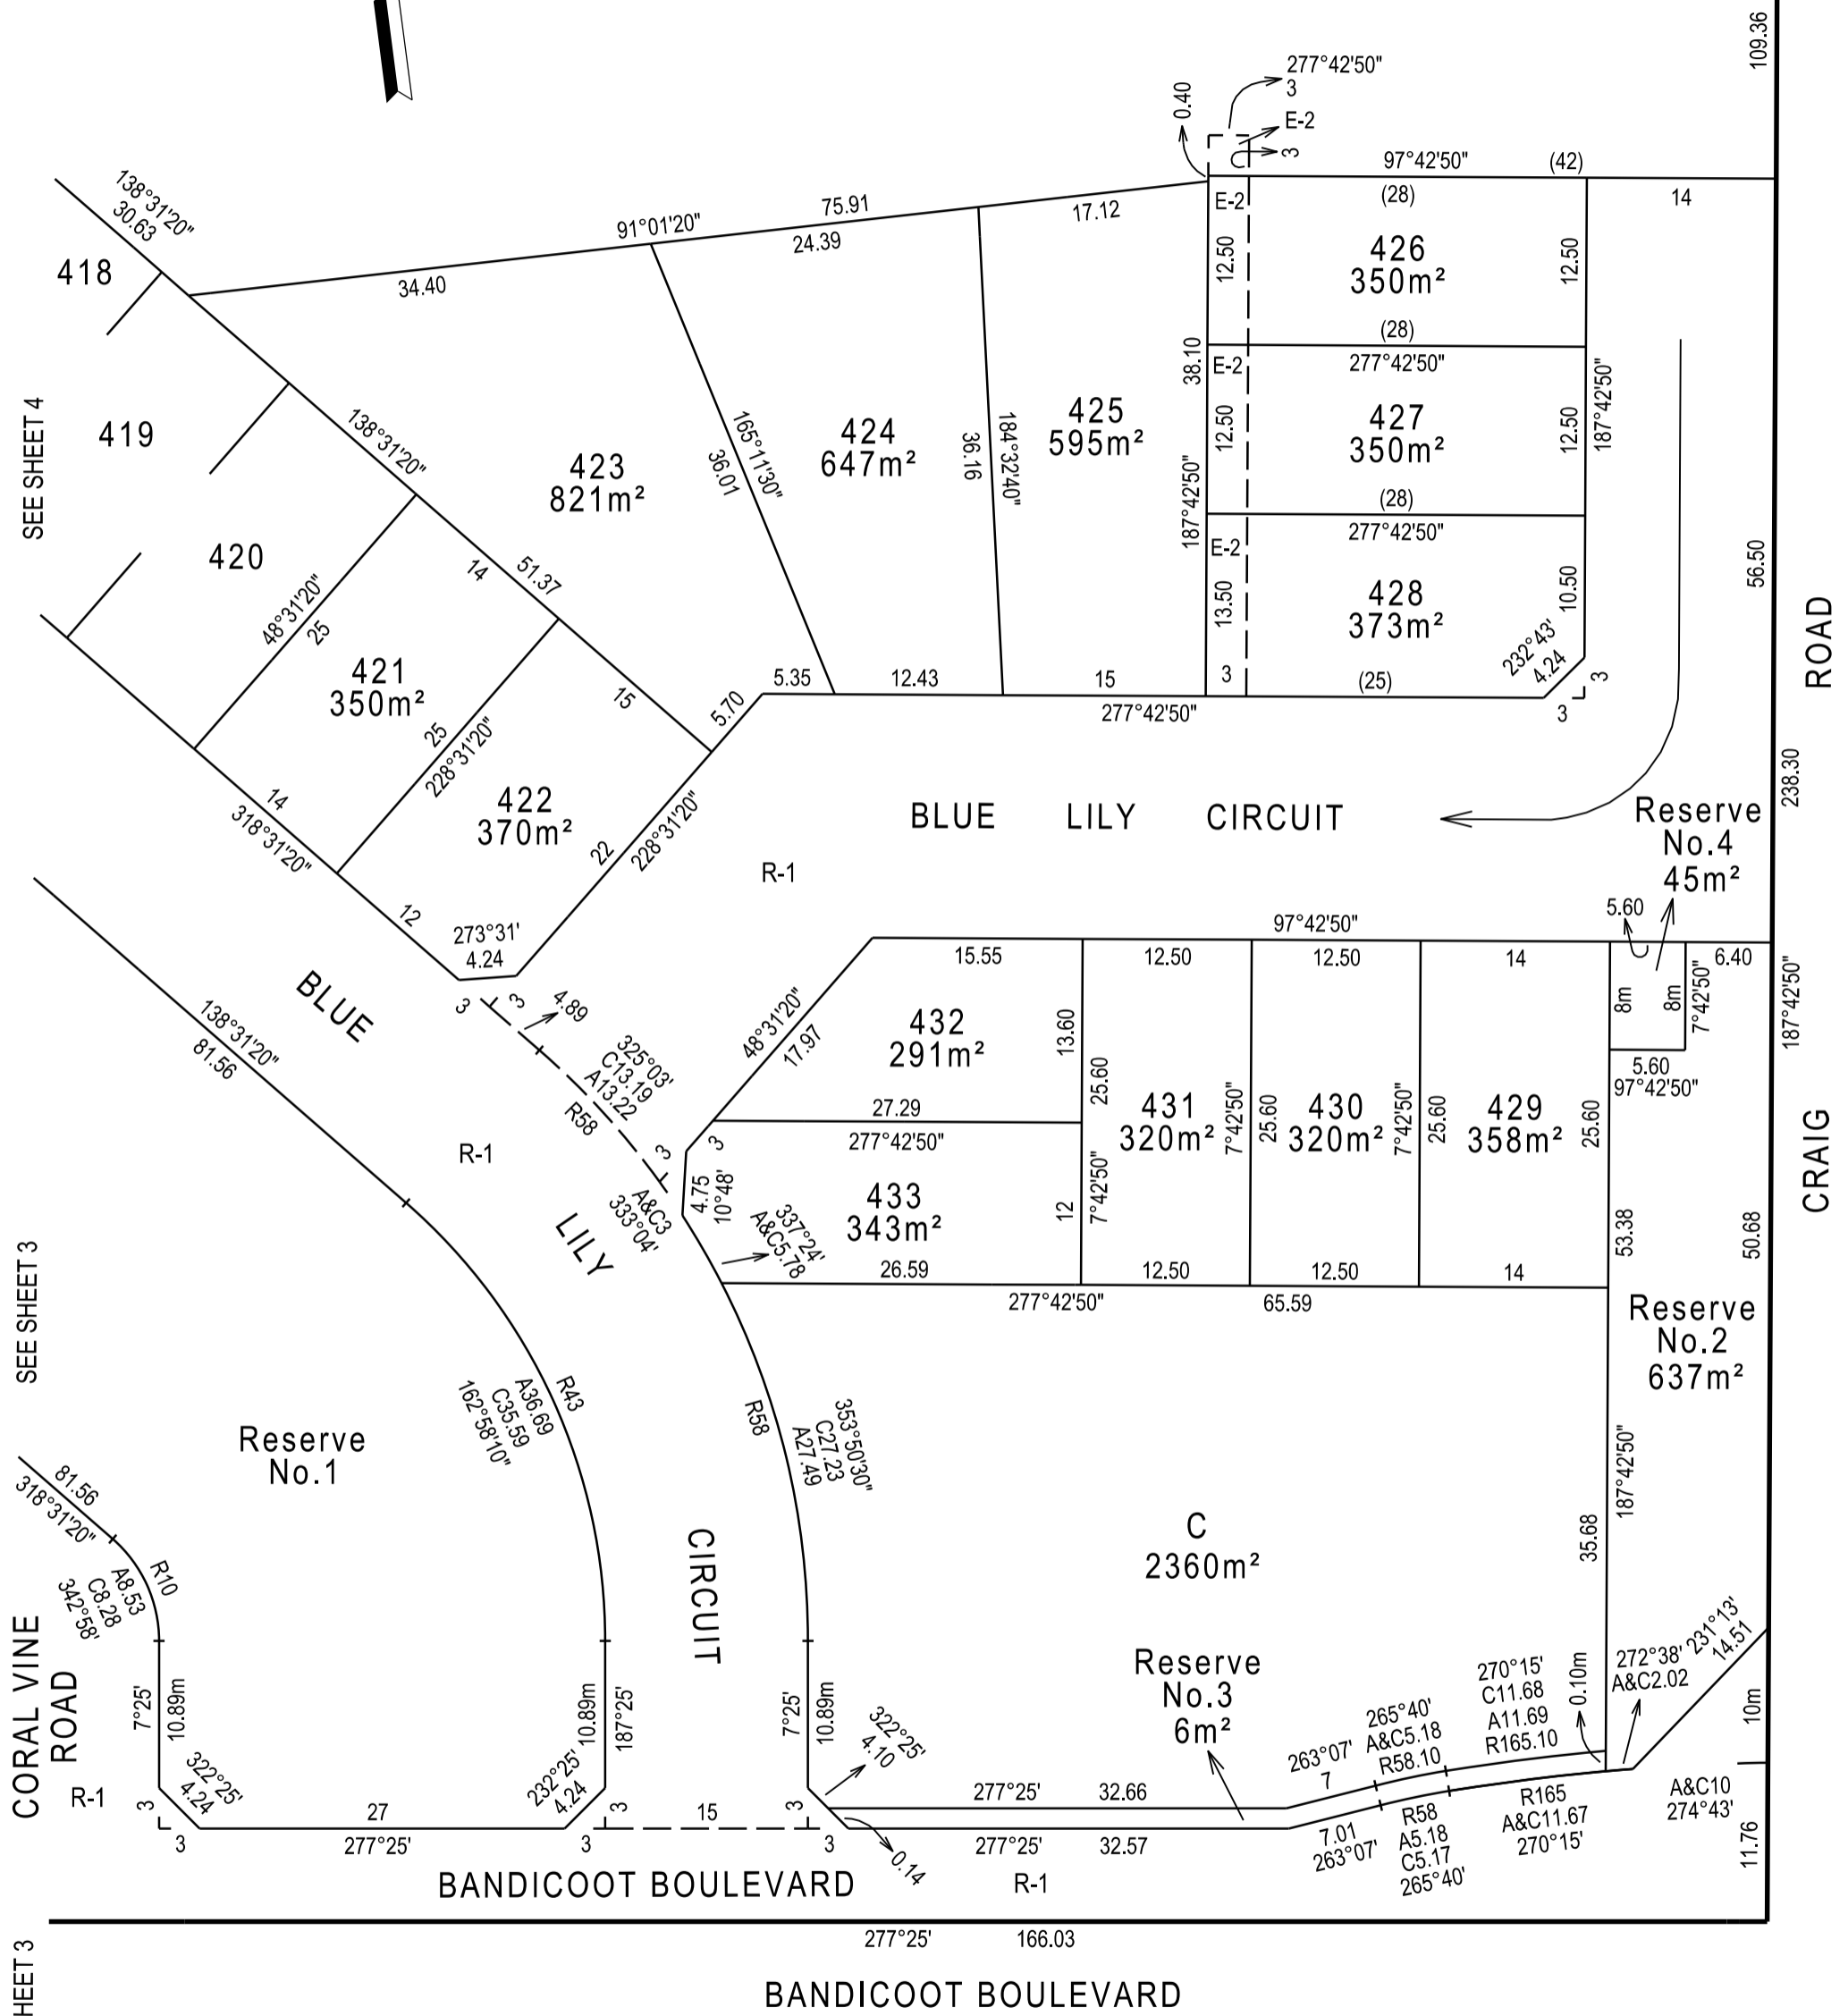 109.36
277°42'50"
3
0.40
E-2
3
97°42'50"
(42)
138°31'20"
30.63
75.91
91°01'20"
24.39
17.12
34.40
E-2
(28)
14
426
350m²
12.50
12.50
418
(28)
277°42'50"
38.10
E-2
187°42'50"
SEE SHEET 4
419
138°31'20"
423
821m²
165°11'30"
36.01
424
647m²
36.16
184°32'40"
425
595m²
427
350m²
12.50
12.50
(28)
277°42'50"
187°42'50"
E-2
420
14
51.37
48°31'20"
25
428
373m²
13.50
10.50
56.50
ROAD
232°43'
4.24
421
350m²
15
5.70
5.35
12.43
15
3
(25)
3
3
277°42'50"
25
228°31'20"
14
318°31'20"
422
370m²
22
228°31'20"
BLUE LILY CIRCUIT
238.30
Reserve
No.4
45m²
R-1
12
273°31'
4.24
97°42'50"
5.60
15.55
12.50
12.50
14
6.40
8m
8m
7°42'50"
187°42'50"
BLUE
3
3
4.89
138°31'20"
81.56
325°03'
C13.19
A13.22
R58
48°31'20"
17.97
432
291m²
13.60
25.60
5.60
97°42'50"
27.29
277°42'50"
431
320m²
7°42'50"
25.60
430
320m²
7°42'50"
25.60
429
358m²
25.60
CRAIG
R-1
3
3
4.75
10°48'
A&C3
333°04'
337°24'
A&C5.78
433
343m²
12
7°42'50"
53.38
50.68
LILY
26.59
12.50
12.50
14
277°42'50"
65.59
SEE SHEET 3
Reserve
No.2
637m²
R43
A36.69
C35.59
162°58'10"
R58
353°50'30"
C27.23
A27.49
Reserve
No.1
187°42'50"
81.56
318°31'20"
C
2360m²
35.68
CIRCUIT
R10
A8.53
C8.28
342°58'
CORAL VINE
ROAD
7°25'
10.89m
10.89m
187°25'
7°25'
10.89m
322°25'
4.10
Reserve
No.3
6m²
263°07'
7
265°40'
A&C5.18
R58.10
270°15'
C11.68
A11.69
R165.10
0.10m
272°38'
A&C2.02
231°13'
14.51
10m
R-1
322°25'
4.24
3
3
27
277°25'
232°25'
4.24
3
3
15
3
3
277°25'
32.66
0.14
277°25'
32.57
7.01
263°07'
R58
A5.18
C5.17
265°40'
R165
A&C11.67
270°15'
A&C10
274°43'
11.76
BANDICOOT BOULEVARD
R-1
277°25'
166.03
HEET 3
BANDICOOT BOULEVARD